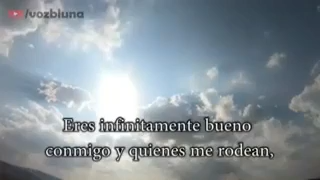 /vozbiuna
Eres infinitamente bueno
conmigo y quienes me rodean,